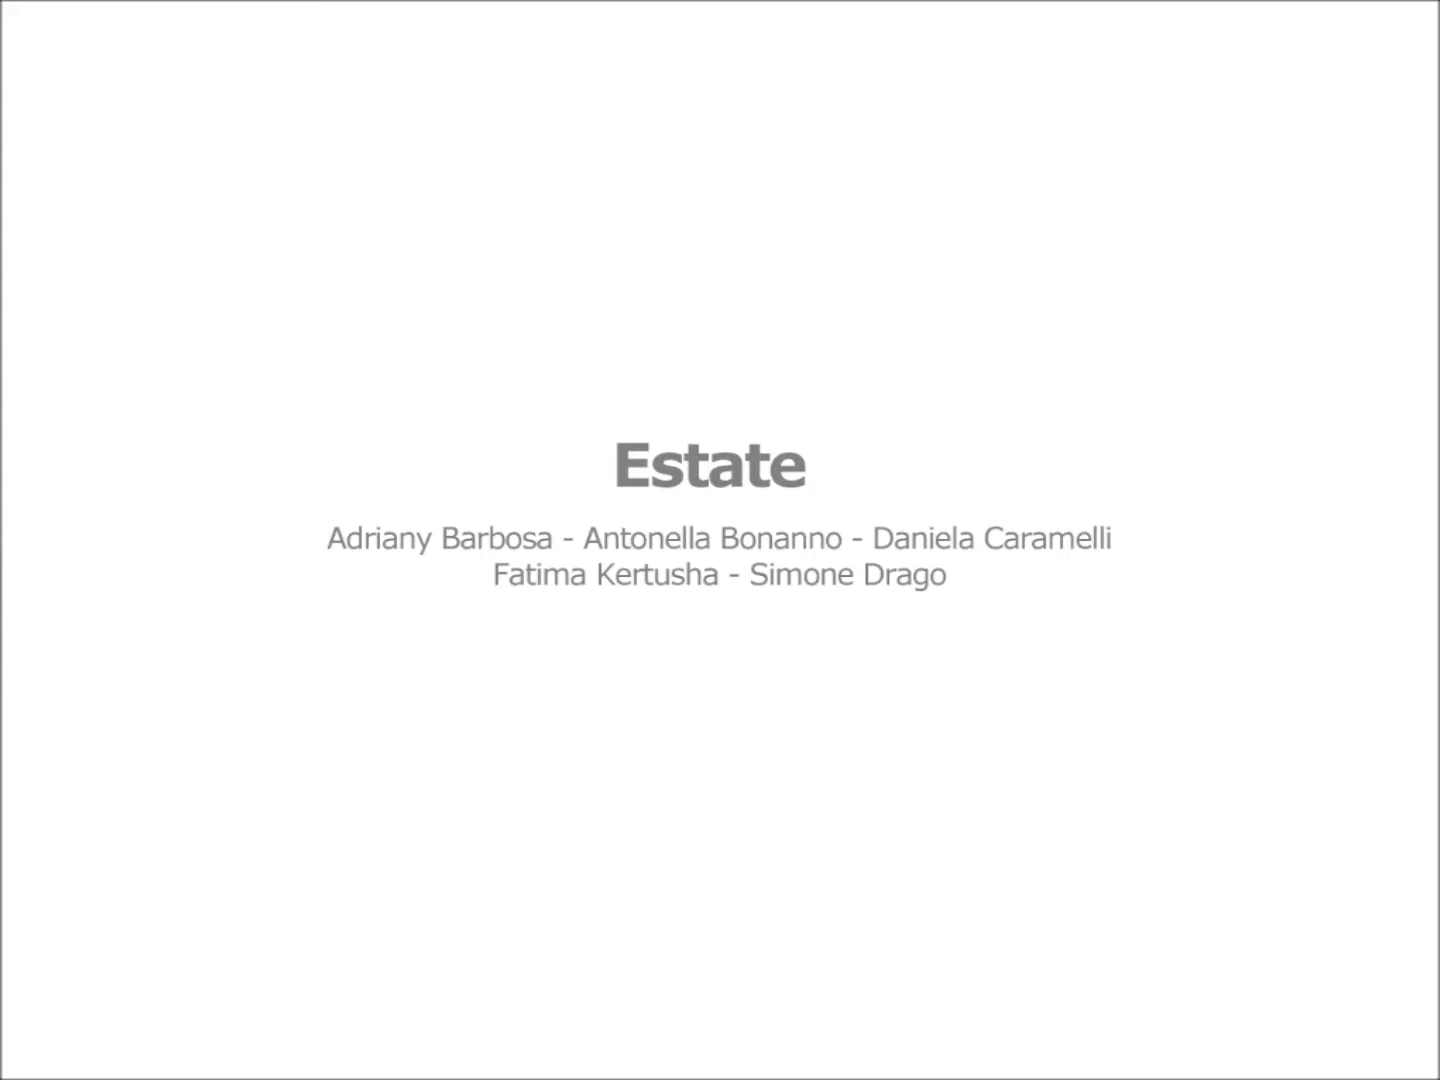 Estate
Adriany Barbosa - Antonella Bonanno - Daniela Caramelli
Fatima Kertusha - Simone Drago